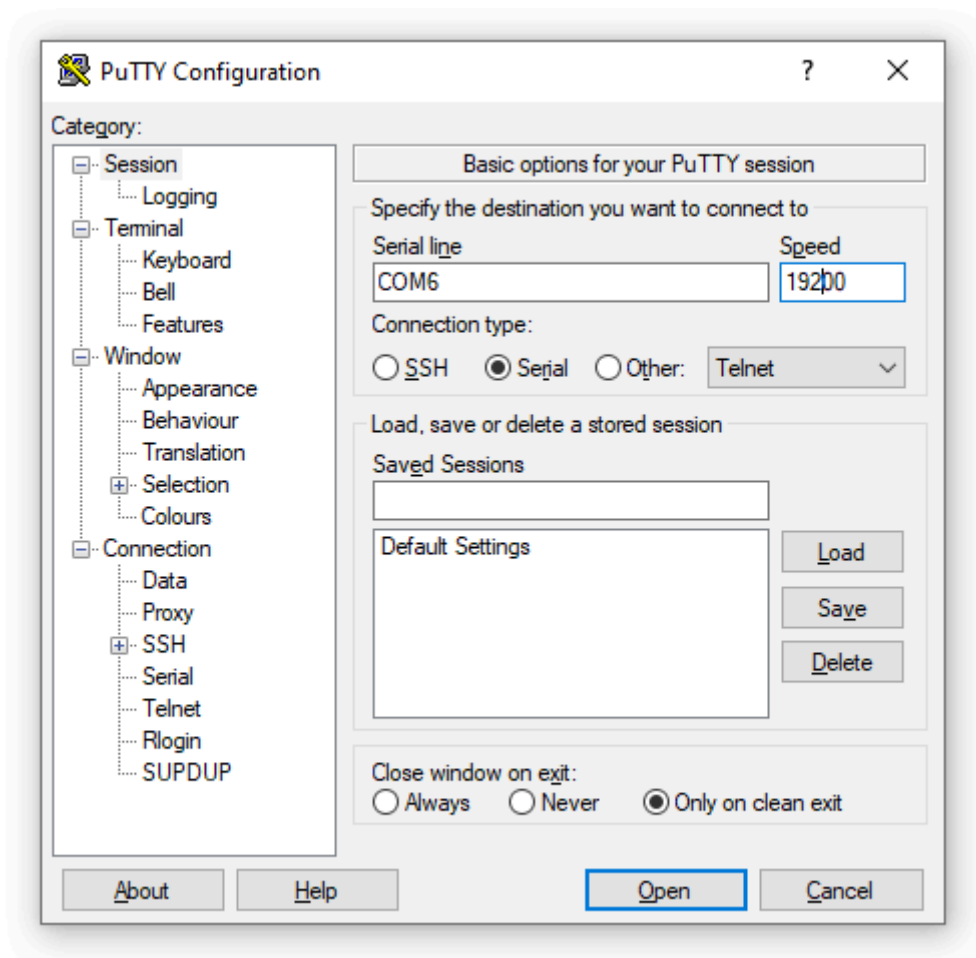 PuTTY Configuration
?
Category:
Session
Logging
Terminal
Keyboard
Bell
Features
Window
Appearance
Behaviour
Translation
Selection
Colours
Connection
Data
Proxy
SSH
Serial
Telnet
Rlogin
SUPDUP
Basic options for your PuTTY session
Specify the destination you want to connect to
Serial line Speed
COM6 19200
Connection type:
SSH Serial Other: Telnet
Load, save or delete a stored session
Saved Sessions
Default Settings
Load
Save
Delete
Close window on exit:
Always Never Only on clean exit
About Help Open Cancel